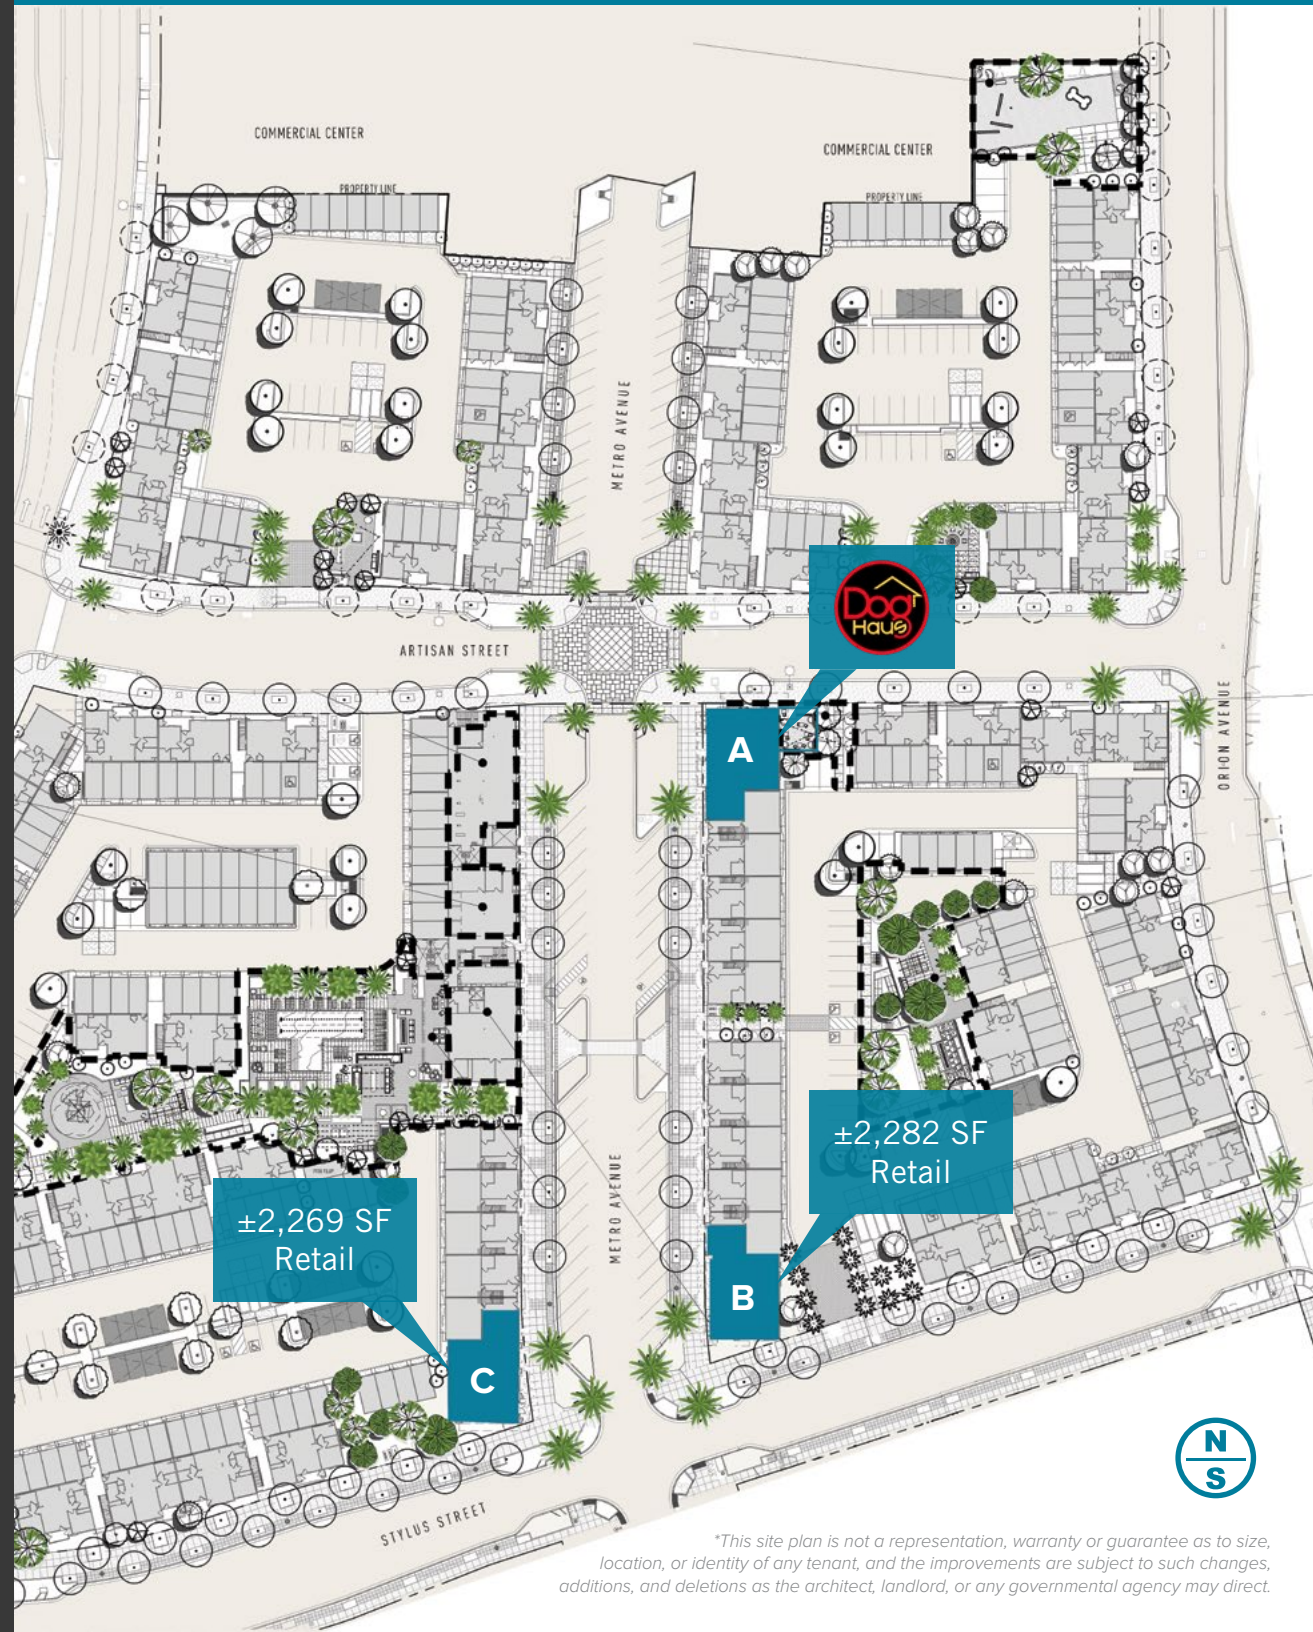 COMMERCIAL CENTER
COMMERCIAL CENTER
PROPERTY LINE
PROPERTY LINE
METRO AVENUE
Dog
Haus
ARTISAN STREET
ORION AVENUE
A
±2,282 SF
Retail
METRO AVENUE
±2,269 SF
Retail
B
C
STYLUS STREET
N
S
*This site plan is not a representation, warranty or guarantee as to size,
location, or identity of any tenant, and the improvements are subject to such changes,
additions, and deletions as the architect, landlord, or any governmental agency may direct.